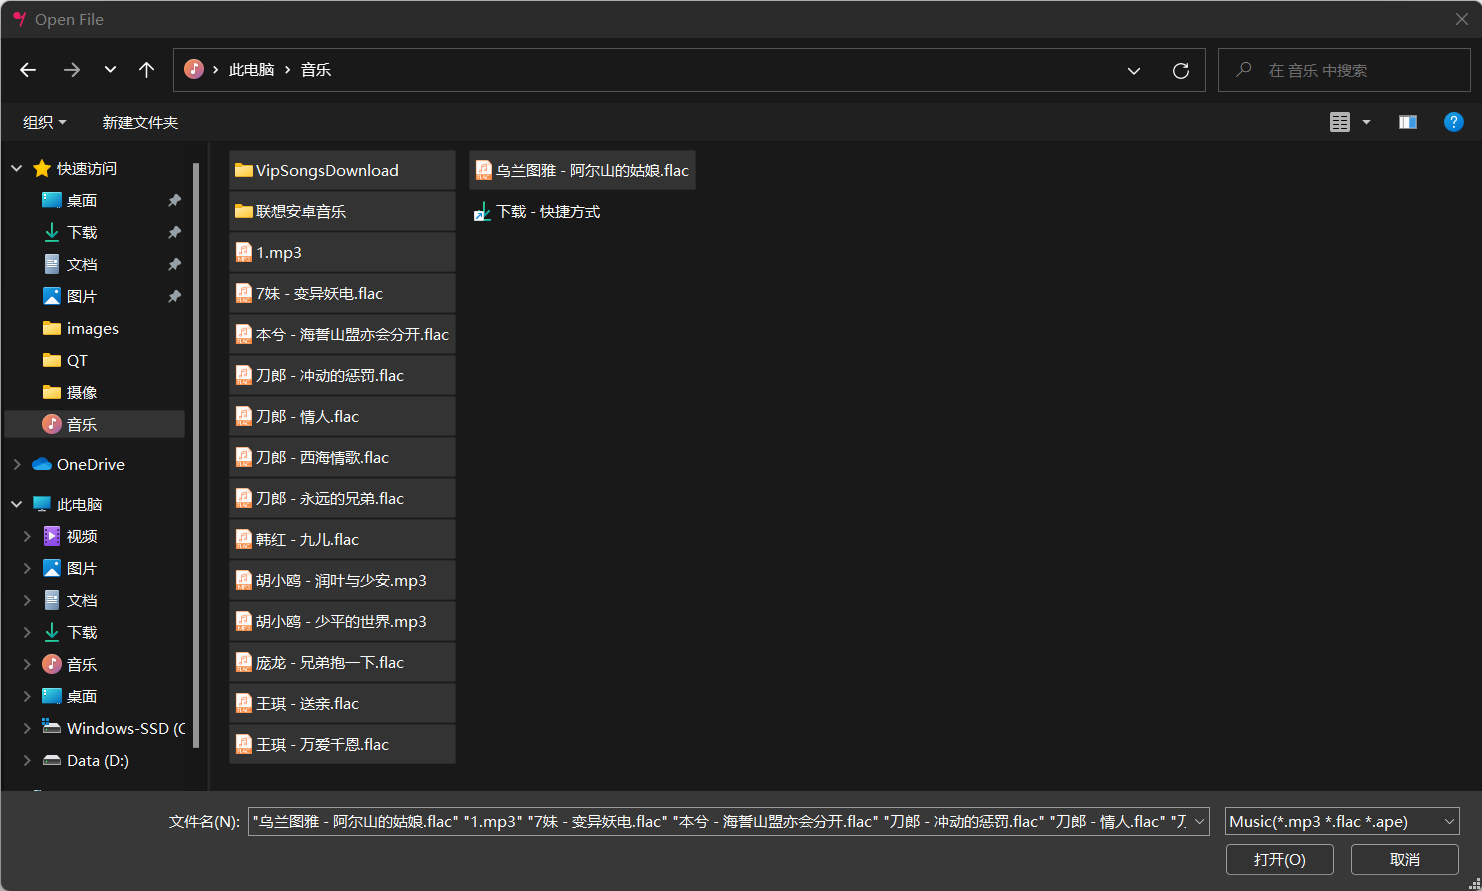 Open File
此电脑 音乐
在 音乐 中搜索
组织 新建文件夹
快速访问
桌面
下载
文档
图片
images
QT
摄像
音乐
OneDrive
此电脑
视频
图片
文档
下载
音乐
桌面
Windows-SSD (C
Data (D:)
VipSongsDownload
联想安卓音乐
1.mp3
7妹 - 变异妖电.flac
本兮 - 海誓山盟亦会分开.flac
刀郎 - 冲动的惩罚.flac
刀郎 - 情人.flac
刀郎 - 西海情歌.flac
刀郎 - 永远的兄弟.flac
韩红 - 九儿.flac
胡小鸥 - 润叶与少安.mp3
胡小鸥 - 少平的世界.mp3
庞龙 - 兄弟抱一下.flac
王琪 - 送亲.flac
王琪 - 万爱千恩.flac
乌兰图雅 - 阿尔山的姑娘.flac
下载 - 快捷方式
文件名(N): "乌兰图雅 - 阿尔山的姑娘.flac" "1.mp3" "7妹 - 变异妖电.flac" "本兮 - 海誓山盟亦会分开.flac" "刀郎 - 冲动的惩罚.flac" "刀郎 - 情人.flac" "刀
Music(*.mp3 *.flac *.ape)
打开(O) 取消